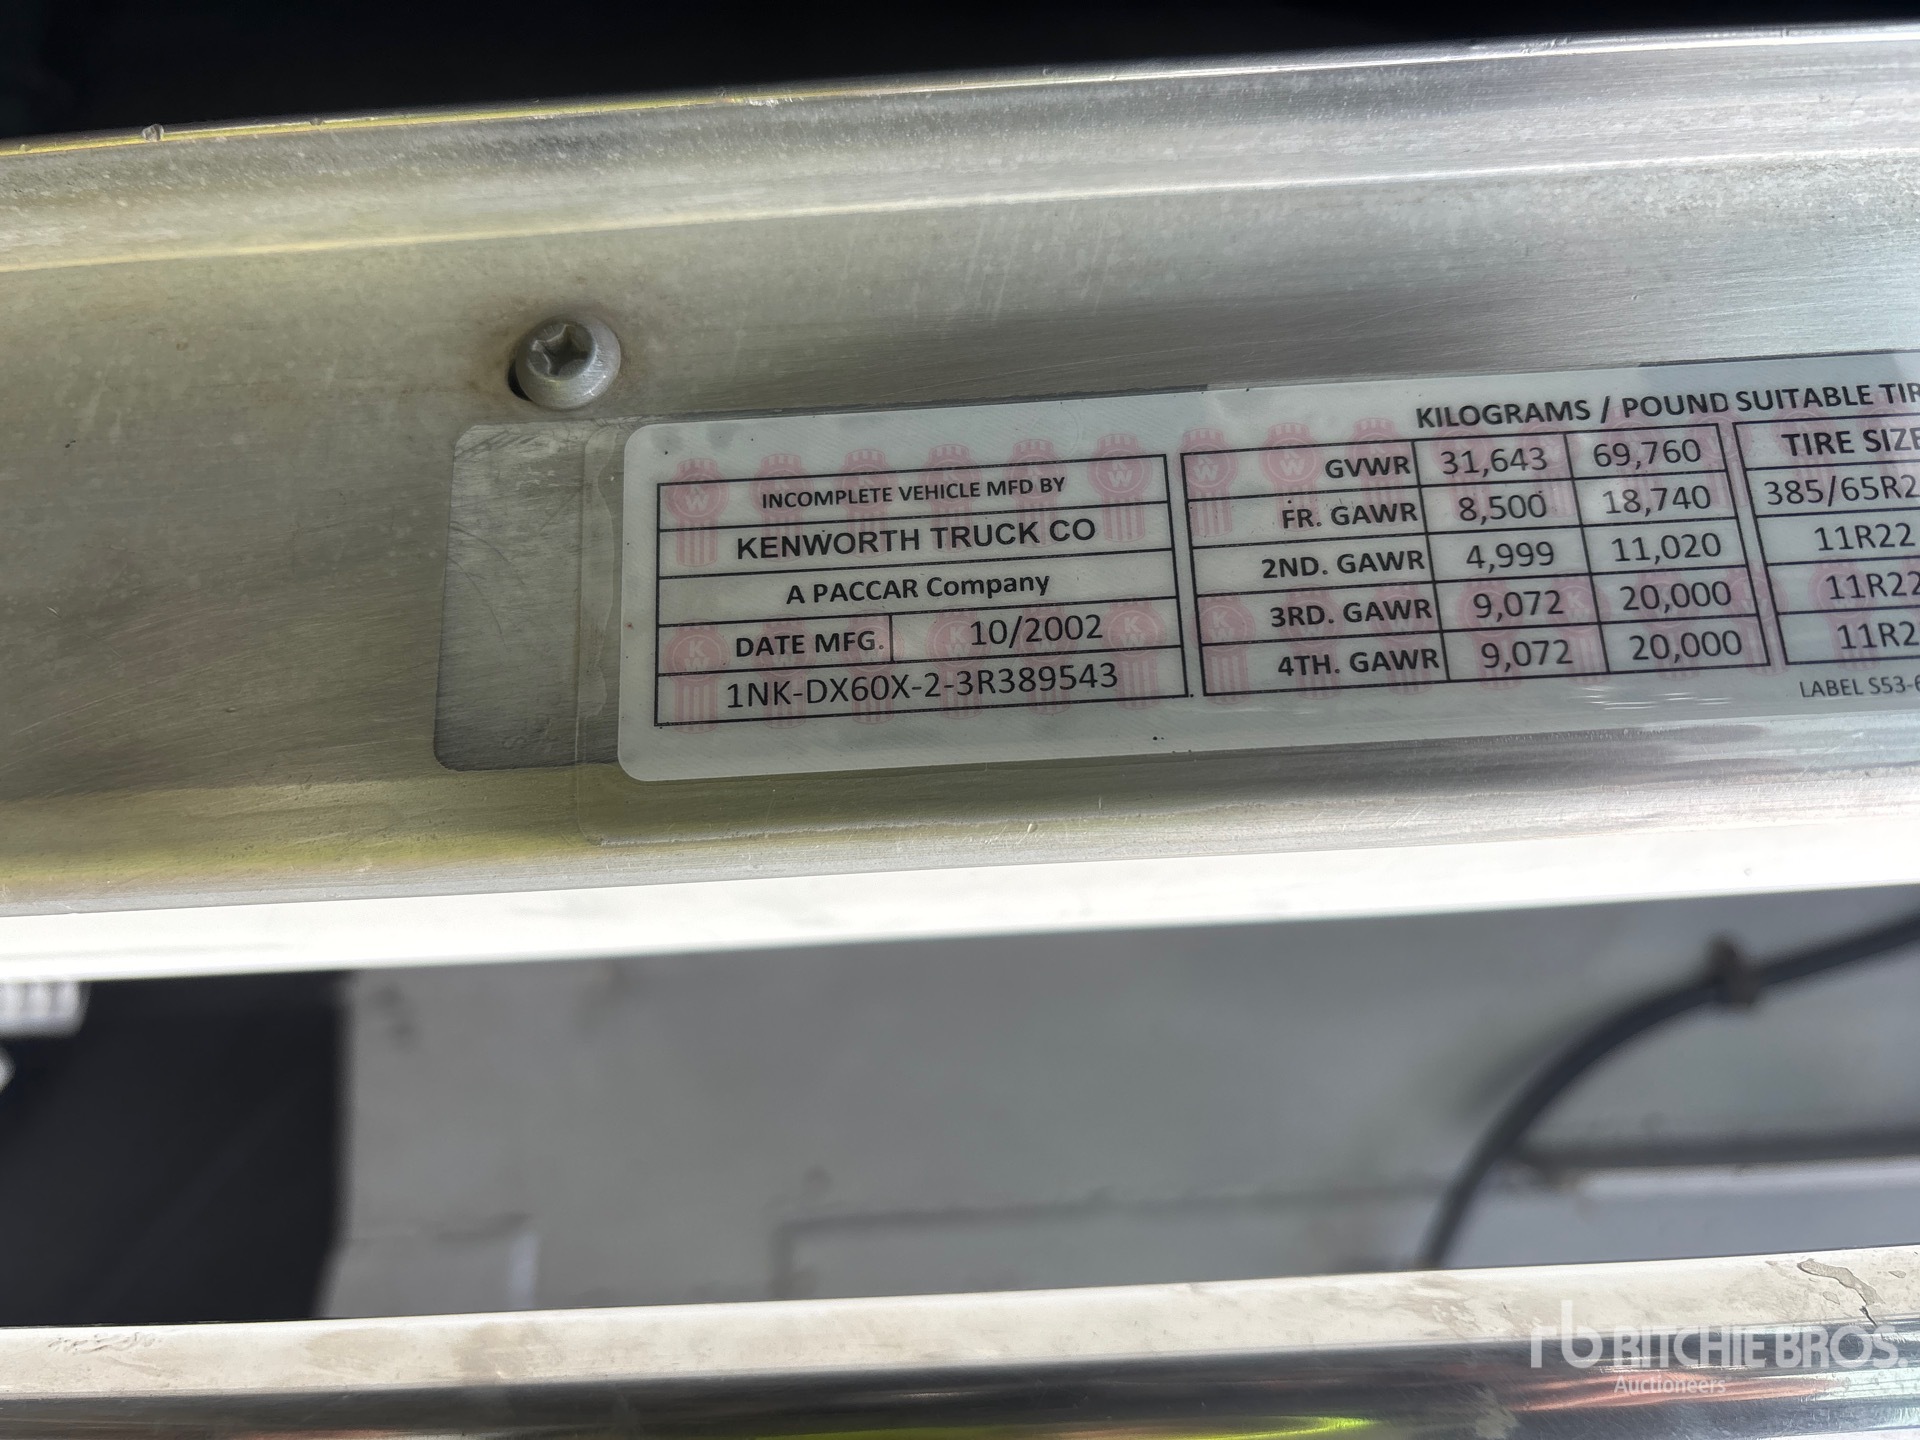 INCOMPLETE VEHICLE MFD BY
KENWORTH TRUCK CO
A PACCAR Company
DATE MFG. 10/2002
1NK-DX60X-2-3R389543
KILOGRAMS / POUND SUITABLE TIR
GVWR 31,643 69,760 TIRE SIZE
FR. GAWR 8,500 18,740 385/65R2
2ND. GAWR 4,999 11,020 11R22
3RD. GAWR 9,072 20,000 11R22
4TH. GAWR 9,072 20,000 11R2
LABEL S53-6
rb RITCHIE BROS.
Auctioneers